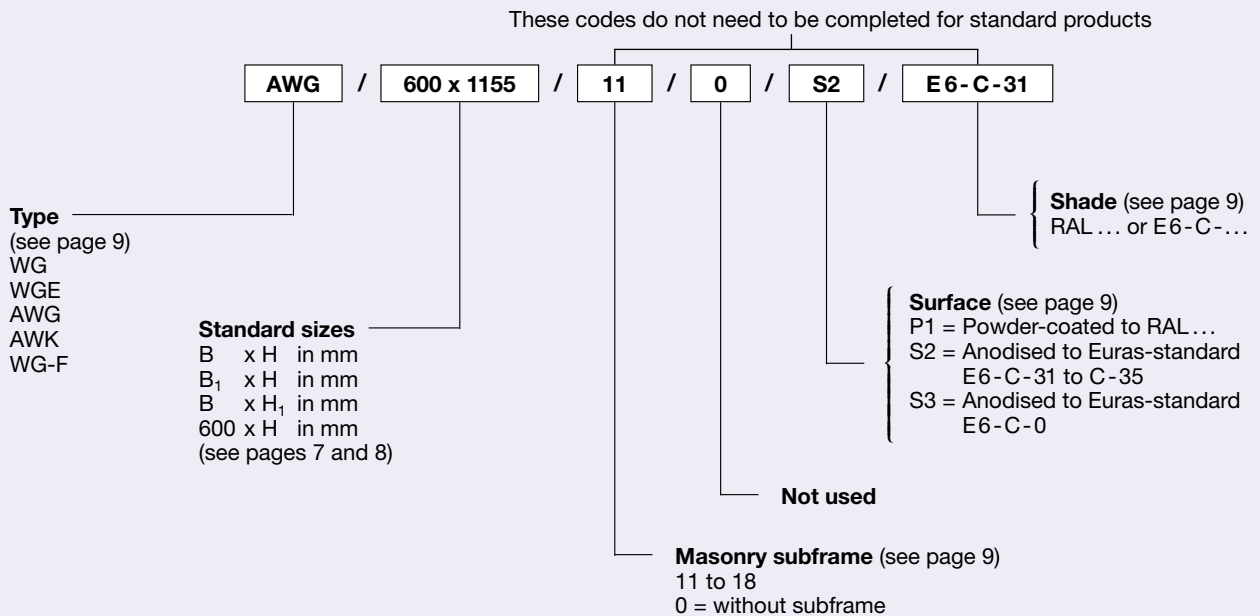 These codes do not need to be completed for standard products
AWG / 600 x 1155 / 11 / 0 / S2 / E6-C-31
Type
(see page 9)
WG
WGE
AWG
AWK
WG-F
Standard sizes
B x H in mm
B₁ x H in mm
B x H₁ in mm
600 x H in mm
(see pages 7 and 8)
Shade (see page 9)
RAL... or E6-C-...
Surface (see page 9)
P1 = Powder-coated to RAL...
S2 = Anodised to Euras-standard
E6-C-31 to C-35
S3 = Anodised to Euras-standard
E6-C-0
Not used
Masonry subframe (see page 9)
11 to 18
0 = without subframe